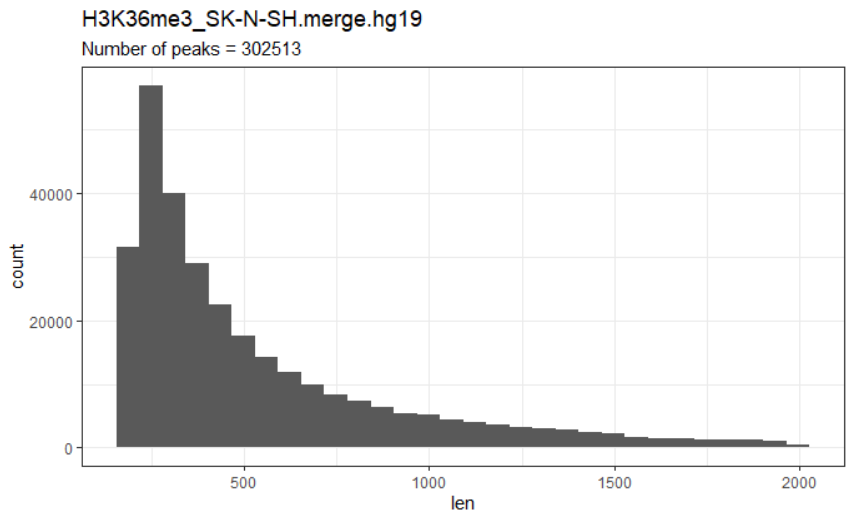 H3K36me3_SK-N-SH.merge.hg19
Number of peaks = 302513
40000
20000
0
count
500
1000
1500
2000
len